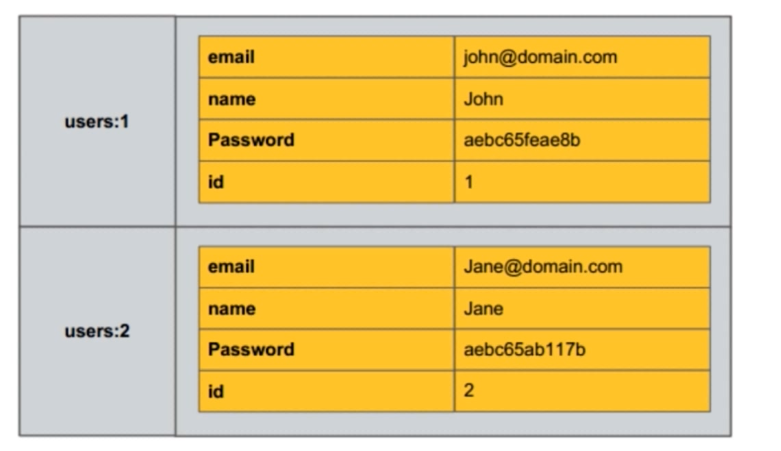 users:1
email john@domain.com
name John
Password aebc65feae8b
id 1
users:2
email Jane@domain.com
name Jane
Password aebc65ab117b
id 2